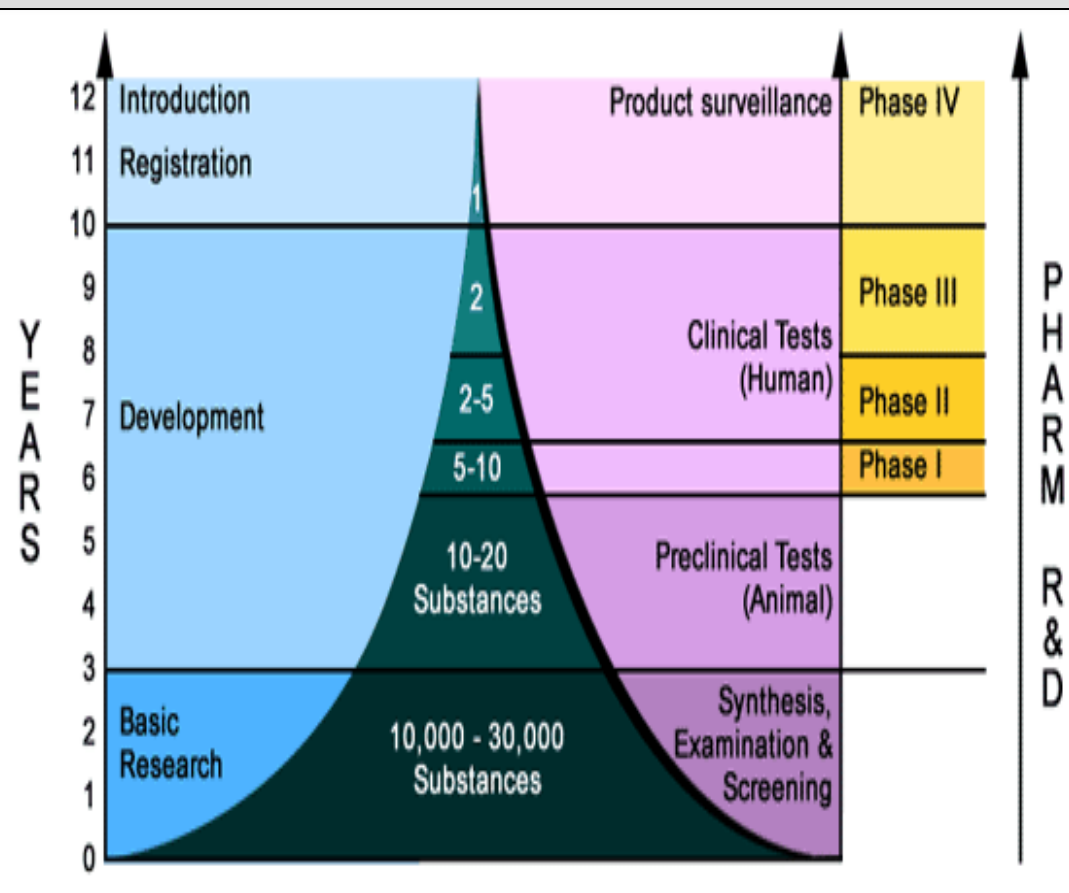 YEARS
12
11
10
9
8
7
6
5
4
3
2
1
0
Introduction
Registration
Development
Basic
Research
1
2
2-5
5-10
10-20
Substances
10,000 - 30,000
Substances
Product surveillance
Clinical Tests
(Human)
Preclinical Tests
(Animal)
Synthesis,
Examination &
Screening
Phase IV
Phase III
Phase II
Phase I
PHARM R&D